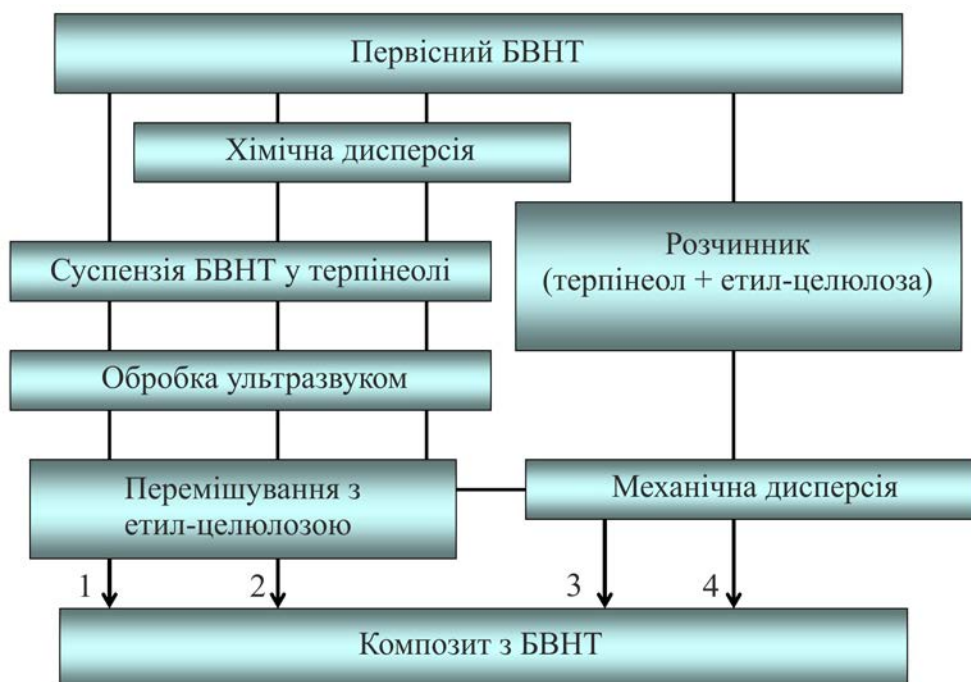 Первісний БВНТ
Хімічна дисперсія
Суспензія БВНТ у терпінеолі
Розчинник
(терпінеол + етил-целюлоза)
Обробка ультразвуком
Перемішування з
етил-целюлозою
Механічна дисперсія
1
2
3
4
Композит з БВНТ